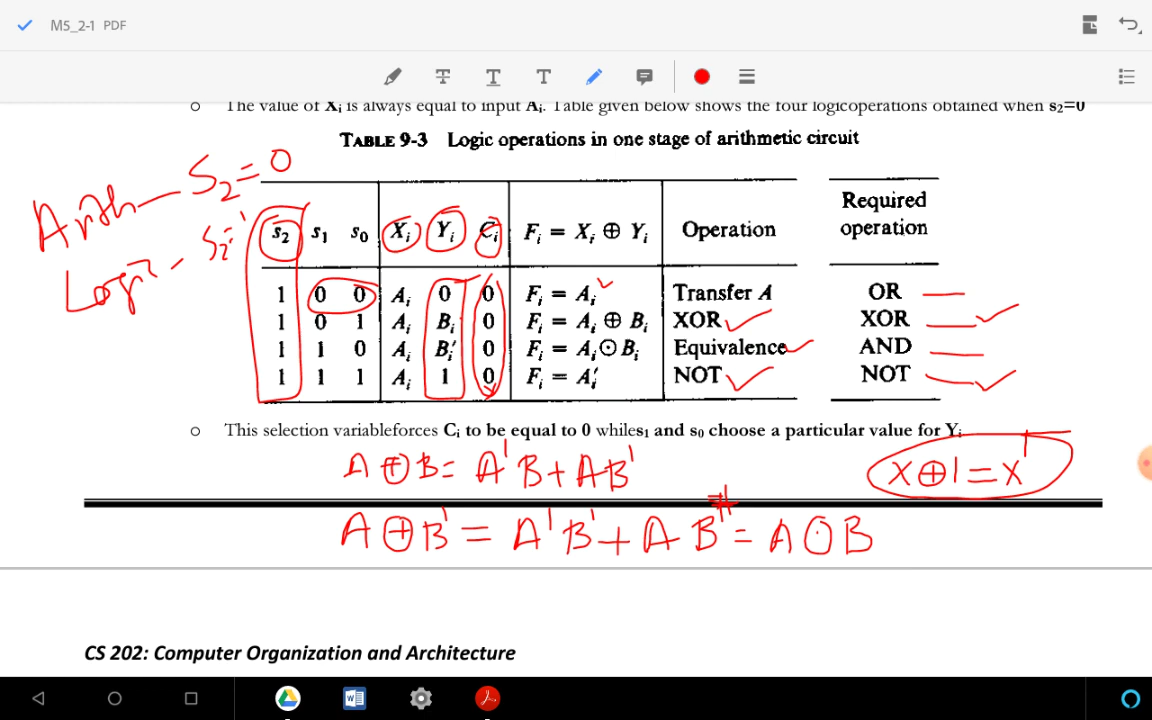 M5_2-1 PDF
o The value of Xi is always equal to input Ai. Table given below shows the four logicoperations obtained when s2=0
TABLE 9-3 Logic operations in one stage of arithmetic circuit
Arith — S2 = 0
Logic - S2 = 1
s2 s1 s0 Xi Yi Ci Fi = Xi ⊕ Yi Operation Required operation
1 0 0 Ai 0 0 Fi = Ai Transfer A OR
1 0 1 Ai Bi 0 Fi = Ai ⊕ Bi XOR XOR
1 1 0 Ai Bi' 0 Fi = Ai ⊙ Bi Equivalence AND
1 1 1 Ai 1 0 Fi = Ai' NOT NOT
o This selection variableforces Ci to be equal to 0 whiles1 and s0 choose a particular value for Yi.
A ⊕ B = A'B + AB'
X ⊕ 1 = X'
A ⊕ B' = A'B' + AB'' = A ⊙ B
CS 202: Computer Organization and Architecture